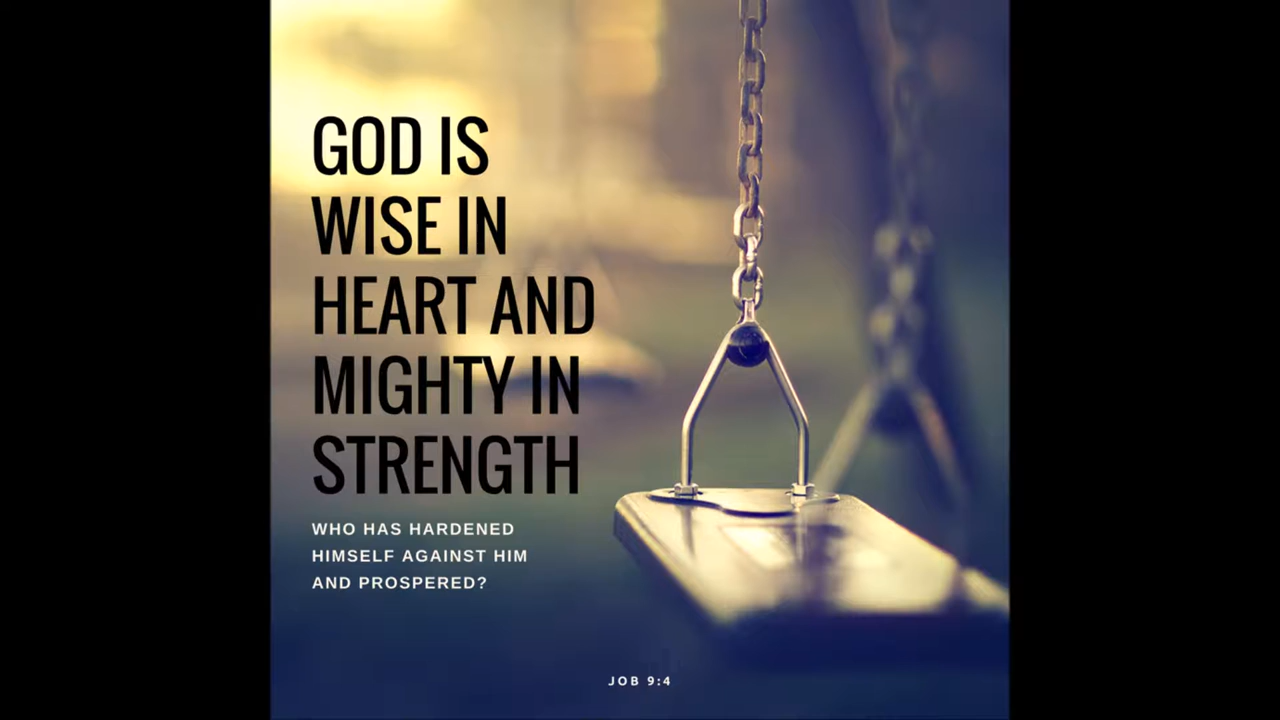 GOD IS
WISE IN
HEART AND
MIGHTY IN
STRENGTH
WHO HAS HARDENED
HIMSELF AGAINST HIM
AND PROSPERED?
JOB 9:4